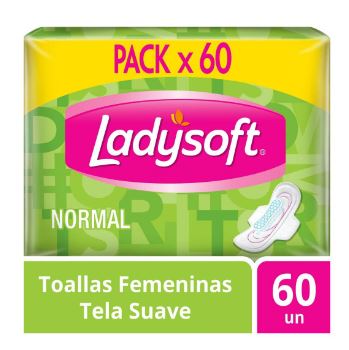 PACK x 60
Ladysoft®
NORMAL
Toallas Femeninas
Tela Suave
60
un